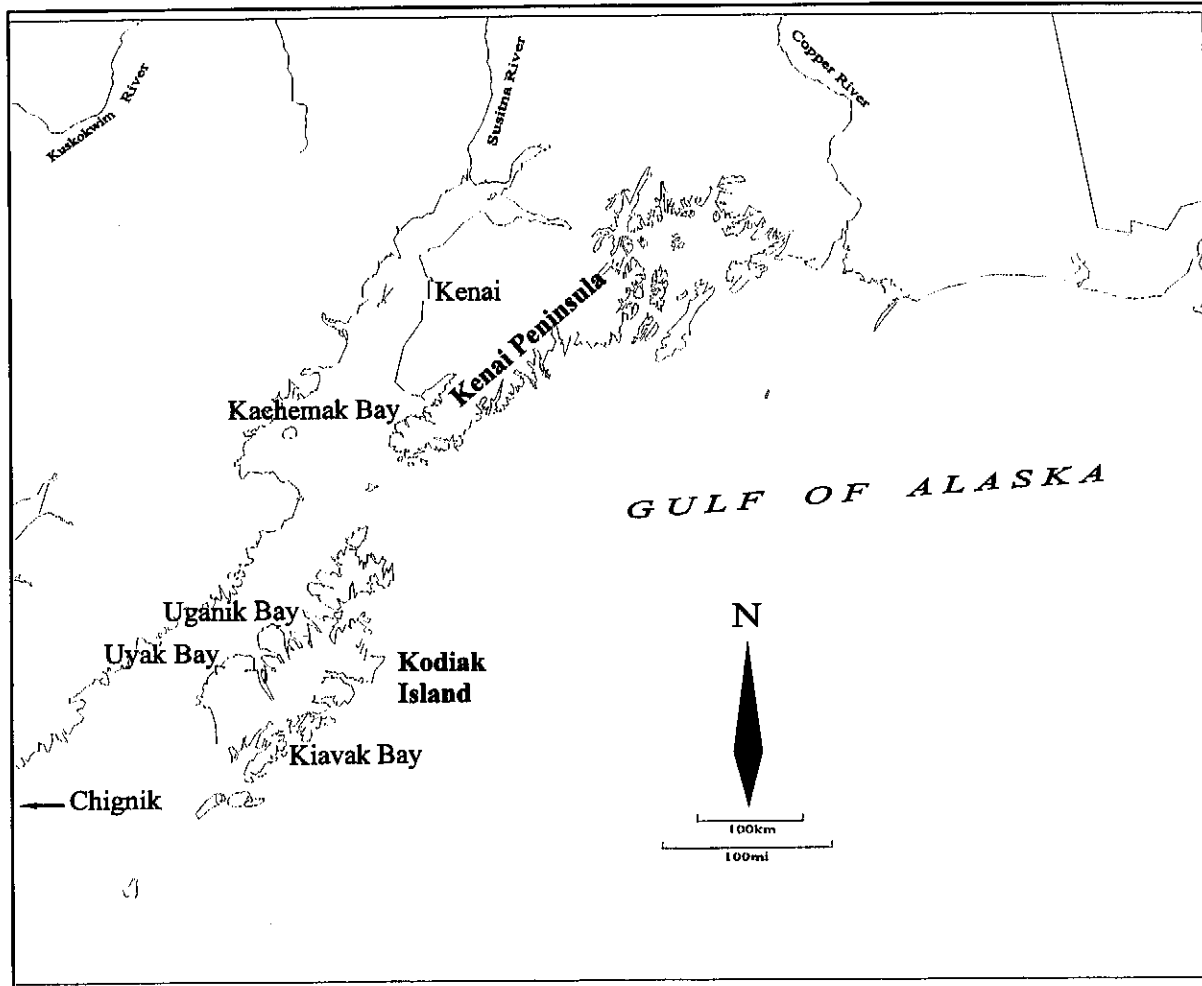 Kuskokwim River
Susitna River
Copper River
Kenai
Kenai Peninsula
Kachemak Bay
GULF OF ALASKA
Uganik Bay
Uyak Bay
Kodiak
Island
Kiavak Bay
Chignik
N
100km
100mi